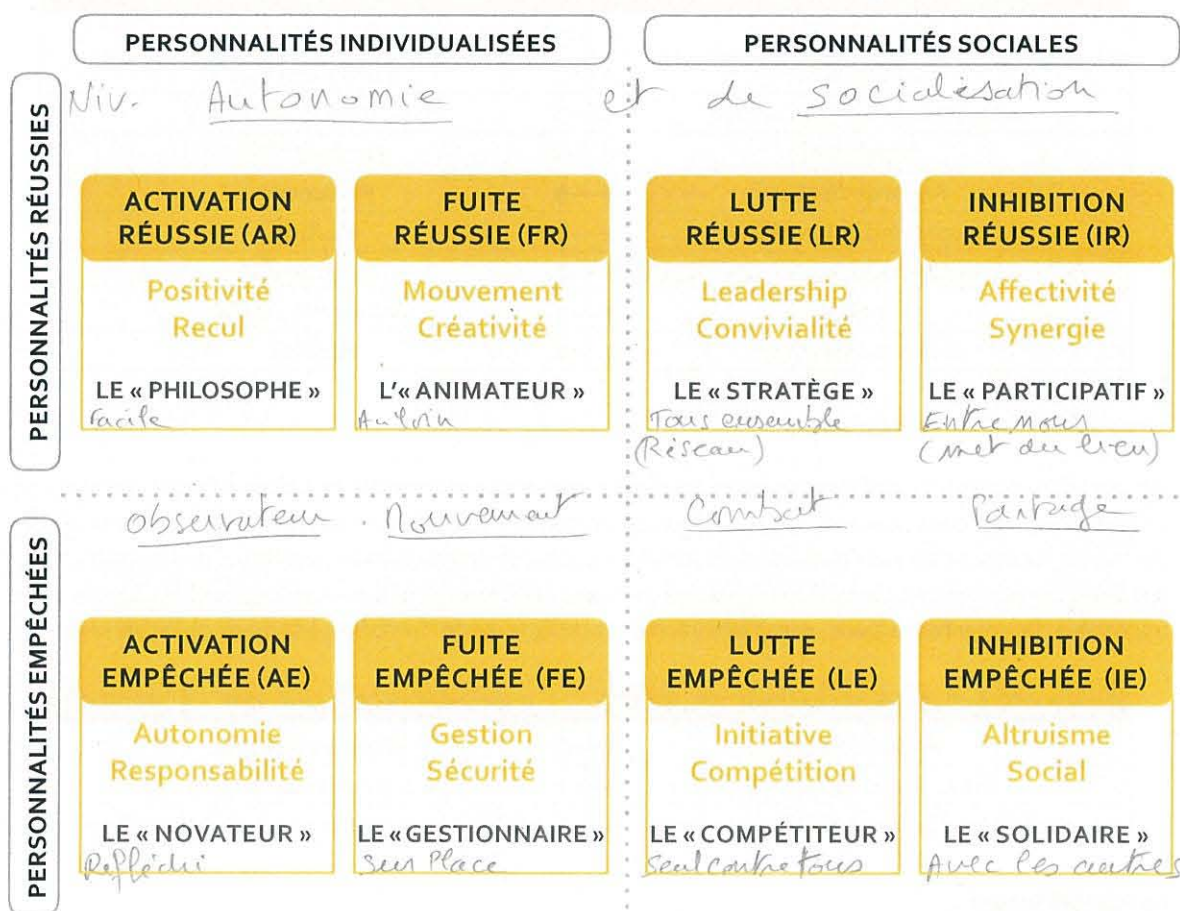 PERSONNALITÉS INDIVIDUALISÉES
PERSONNALITÉS SOCIALES
PERSONNALITÉS RÉUSSIES
Niv. Autonomie et de socialésation
ACTIVATION
RÉUSSIE (AR)
Positivité
Recul
LE « PHILOSOPHE »
Facile
FUITE
RÉUSSIE (FR)
Mouvement
Créativité
L'« ANIMATEUR »
LUTTE
RÉUSSIE (LR)
Leadership
Convivialité
LE « STRATÈGE »
Tous ensemble
(Réseau)
INHIBITION
RÉUSSIE (IR)
Affectivité
Synergie
LE « PARTICIPATIF »
Entre nous
(met du lien)
PERSONNALITÉS EMPÊCHÉES
Observateur. Mouvement Combat Partage
ACTIVATION
EMPÊCHÉE (AE)
Autonomie
Responsabilité
LE « NOVATEUR »
Réfléchi
FUITE
EMPÊCHÉE (FE)
Gestion
Sécurité
LE « GESTIONNAIRE »
Sur Place
LUTTE
EMPÊCHÉE (LE)
Initiative
Compétition
LE « COMPÉTITEUR »
Seul contre tous
INHIBITION
EMPÊCHÉE (IE)
Altruisme
Social
LE « SOLIDAIRE »
Avec les autres